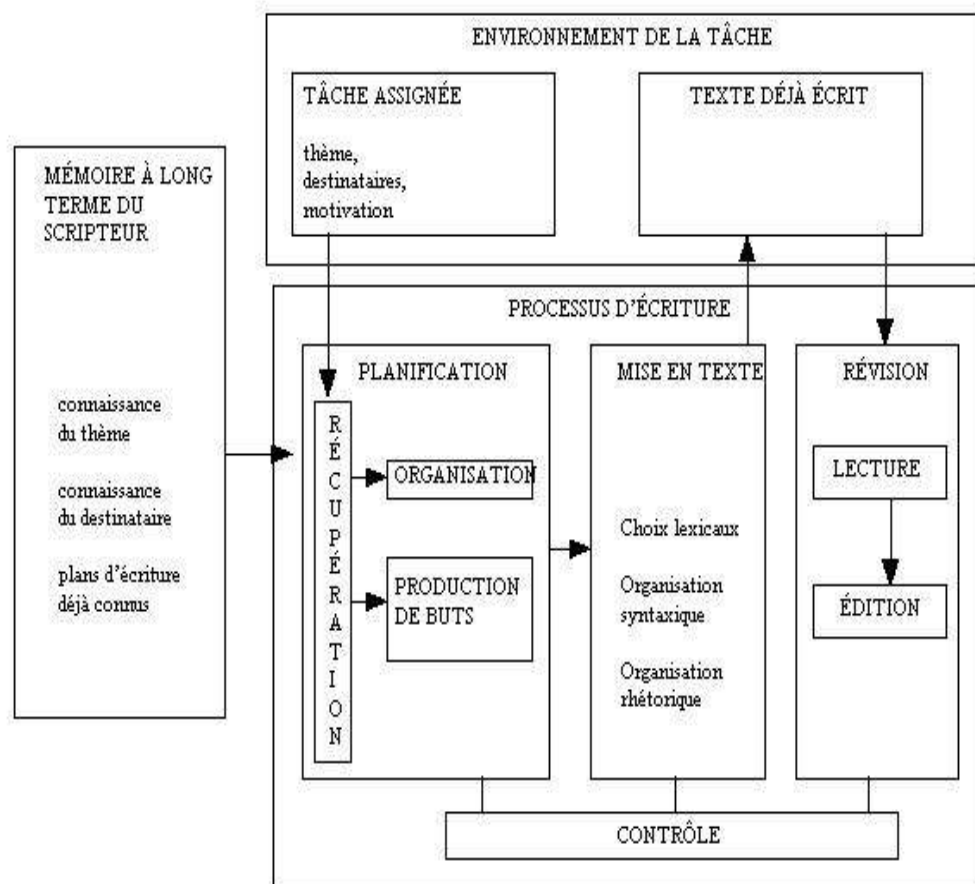 ENVIRONNEMENT DE LA TÂCHE
TÂCHE ASSIGNÉE
thème,
destinataires,
motivation
TEXTE DÉJÀ ÉCRIT
MÉMOIRE À LONG
TERME DU
SCRIPTEUR
connaissance
du thème
connaissance
du destinataire
plans d'écriture
déjà connus
PROCESSUS D'ÉCRITURE
PLANIFICATION
RÉCUPÉRATION
ORGANISATION
PRODUCTION
DE BUTS
MISE EN TEXTE
Choix lexicaux
Organisation
syntaxique
Organisation
rhétorique
RÉVISION
LECTURE
ÉDITION
CONTRÔLE